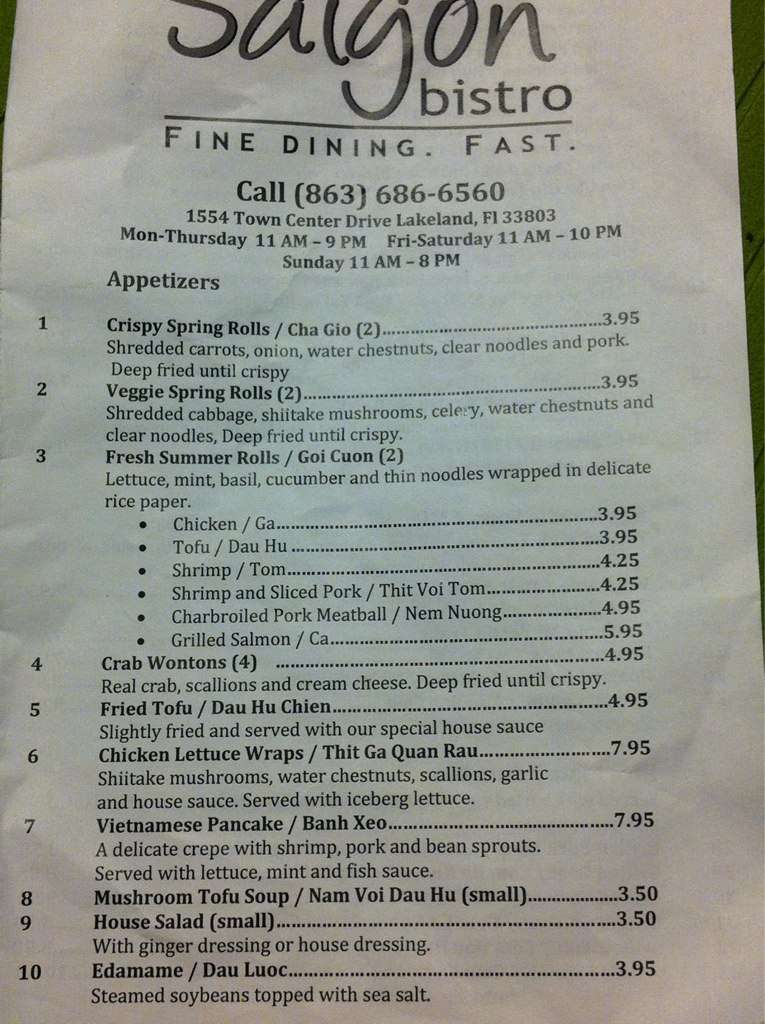 Saigon
bistro
FINE DINING. FAST.
Call (863) 686-6560
1554 Town Center Drive Lakeland, Fl 33803
Mon-Thursday 11 AM – 9 PM Fri-Saturday 11 AM – 10 PM
Sunday 11 AM – 8 PM
Appetizers
1 Crispy Spring Rolls / Cha Gio (2)..........................................3.95
Shredded carrots, onion, water chestnuts, clear noodles and pork.
Deep fried until crispy
2 Veggie Spring Rolls (2)..........................................................3.95
Shredded cabbage, shiitake mushrooms, celery, water chestnuts and
clear noodles, Deep fried until crispy.
3 Fresh Summer Rolls / Goi Cuon (2)
Lettuce, mint, basil, cucumber and thin noodles wrapped in delicate
rice paper.
• Chicken / Ga..............................................................3.95
• Tofu / Dau Hu ............................................................3.95
• Shrimp / Tom.............................................................4.25
• Shrimp and Sliced Pork / Thit Voi Tom......................4.25
• Charbroiled Pork Meatball / Nem Nuong...................4.95
• Grilled Salmon / Ca.....................................................5.95
4 Crab Wontons (4) ..............................................................4.95
Real crab, scallions and cream cheese. Deep fried until crispy.
5 Fried Tofu / Dau Hu Chien.....................................................4.95
Slightly fried and served with our special house sauce
6 Chicken Lettuce Wraps / Thit Ga Quan Rau.........................7.95
Shiitake mushrooms, water chestnuts, scallions, garlic
and house sauce. Served with iceberg lettuce.
7 Vietnamese Pancake / Banh Xeo...........................................7.95
A delicate crepe with shrimp, pork and bean sprouts.
Served with lettuce, mint and fish sauce.
8 Mushroom Tofu Soup / Nam Voi Dau Hu (small)...................3.50
9 House Salad (small)................................................................3.50
With ginger dressing or house dressing.
10 Edamame / Dau Luoc..............................................................3.95
Steamed soybeans topped with sea salt.